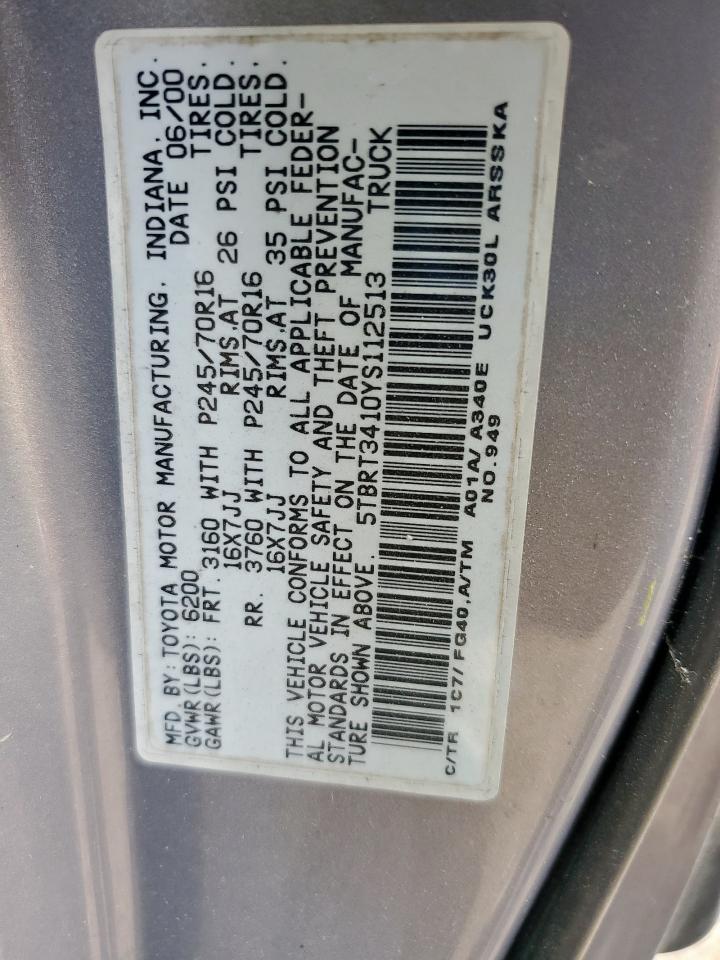 MFD. BY: TOYOTA MOTOR MANUFACTURING, INDIANA, INC.
GVWR(LBS): 6200 DATE 06/00
GAWR(LBS): FRT. 3160 WITH P245/70R16 TIRES.
16X7JJ RIMS.AT 26 PSI COLD.
RR. 3760 WITH P245/70R16 TIRES.
16X7JJ RIMS.AT 35 PSI COLD.
THIS VEHICLE CONFORMS TO ALL APPLICABLE FEDER-
AL MOTOR VEHICLE SAFETY AND THEFT PREVENTION
STANDARDS IN EFFECT ON THE DATE OF MANUFAC-
TURE SHOWN ABOVE. 5TBRT3410YS112513 TRUCK
C/TR 1C7/FG40,A/TM A01A/A340E UCK30L ARSSKA
NO.949